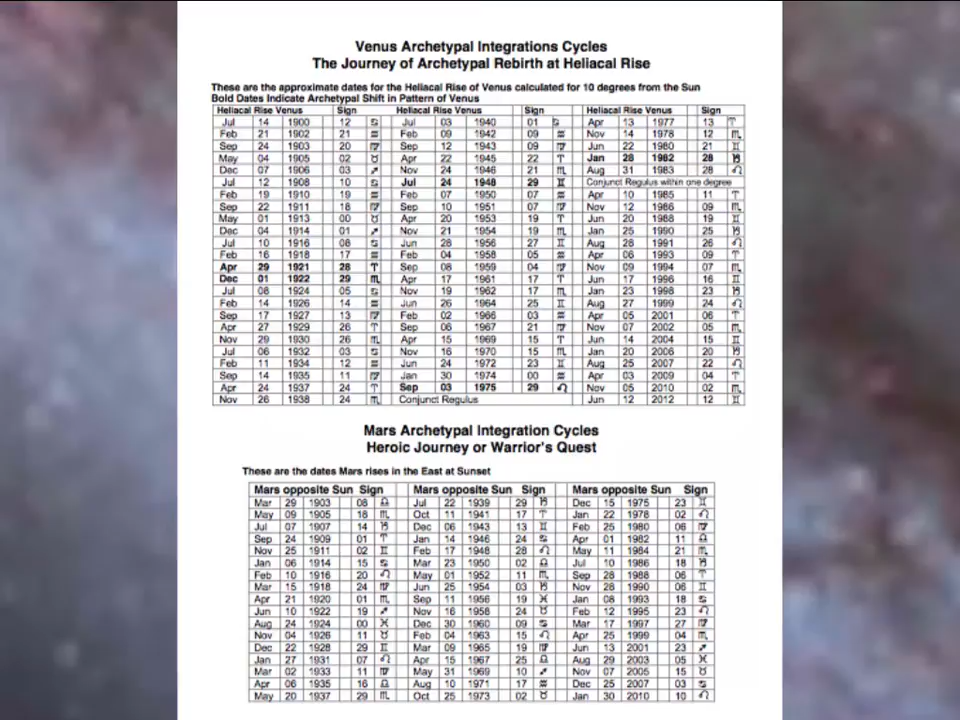 Venus Archetypal Integrations Cycles
The Journey of Archetypal Rebirth at Heliacal Rise
These are the approximate dates for the Heliacal Rise of Venus calculated for 10 degrees from the Sun
Bold Dates Indicate Archetypal Shift in Pattern of Venus
Heliacal Rise Venus Sign Heliacal Rise Venus Sign Heliacal Rise Venus Sign
Jul 14 1900 12 ♋ Jul 03 1940 01 ♋ Apr 13 1977 13 ♈
Feb 21 1902 21 ♒ Feb 09 1942 09 ♒ Nov 14 1978 12 ♏
Sep 24 1903 20 ♍ Sep 12 1943 09 ♍ Jun 22 1980 21 ♊
May 04 1905 02 ♉ Apr 22 1945 22 ♈ Jan 28 1982 28 ♑
Dec 07 1906 03 ♐ Nov 24 1946 21 ♏ Aug 31 1983 28 ♌
Jul 12 1908 10 ♋ Jul 24 1948 29 ♊ Conjunct Regulus within one degree
Feb 19 1910 19 ♒ Feb 07 1950 07 ♒ Apr 10 1985 11 ♈
Sep 22 1911 18 ♍ Sep 10 1951 07 ♍ Nov 12 1986 09 ♏
May 01 1913 00 ♉ Apr 20 1953 19 ♈ Jun 20 1988 19 ♊
Dec 04 1914 01 ♐ Nov 21 1954 19 ♏ Jan 25 1990 25 ♑
Jul 10 1916 08 ♋ Jun 28 1956 27 ♊ Aug 28 1991 26 ♌
Feb 16 1918 17 ♒ Feb 04 1958 05 ♒ Apr 06 1993 09 ♈
Apr 29 1921 28 ♈ Sep 08 1959 04 ♍ Nov 09 1994 07 ♏
Dec 01 1922 29 ♏ Apr 17 1961 17 ♈ Jun 17 1996 16 ♊
Jul 08 1924 05 ♋ Nov 19 1962 17 ♏ Jan 23 1998 23 ♑
Feb 14 1926 14 ♒ Jun 26 1964 25 ♊ Aug 27 1999 24 ♌
Sep 17 1927 13 ♍ Feb 02 1966 03 ♒ Apr 05 2001 06 ♈
Apr 27 1929 26 ♈ Sep 06 1967 21 ♍ Nov 07 2002 05 ♏
Nov 29 1930 26 ♏ Apr 15 1969 15 ♈ Jun 14 2004 15 ♊
Jul 06 1932 03 ♋ Nov 16 1970 15 ♏ Jan 20 2006 20 ♑
Feb 11 1934 12 ♒ Jun 24 1972 23 ♊ Aug 25 2007 22 ♌
Sep 14 1935 11 ♍ Jan 30 1974 00 ♒ Apr 03 2009 04 ♈
Apr 24 1937 24 ♈ Sep 03 1975 29 ♌ Nov 05 2010 02 ♏
Nov 26 1938 24 ♏ Conjunct Regulus Jun 12 2012 12 ♊
Mars Archetypal Integration Cycles
Heroic Journey or Warrior's Quest
These are the dates Mars rises in the East at Sunset
Mars opposite Sun Sign Mars opposite Sun Sign Mars opposite Sun Sign
Mar 29 1903 08 ♎ Jul 22 1939 29 ♑ Dec 15 1975 23 ♊
May 09 1905 18 ♏ Oct 11 1941 17 ♈ Jan 22 1978 02 ♌
Jul 07 1907 14 ♑ Dec 06 1943 13 ♊ Feb 25 1980 06 ♍
Sep 24 1909 01 ♈ Jan 14 1946 24 ♋ Apr 01 1982 11 ♎
Nov 25 1911 02 ♊ Feb 17 1948 28 ♌ May 11 1984 21 ♏
Jan 06 1914 15 ♋ Mar 23 1950 02 ♎ Jul 10 1986 18 ♑
Feb 10 1916 20 ♌ May 01 1952 11 ♏ Sep 28 1988 06 ♈
Mar 15 1918 24 ♍ Jun 25 1954 03 ♑ Nov 28 1990 06 ♊
Apr 21 1920 01 ♏ Sep 11 1956 19 ♓ Jan 08 1993 18 ♋
Jun 10 1922 19 ♐ Nov 16 1958 24 ♉ Feb 12 1995 23 ♌
Aug 24 1924 00 ♓ Dec 30 1960 09 ♋ Mar 17 1997 27 ♍
Nov 04 1926 11 ♉ Feb 04 1963 15 ♌ Apr 25 1999 04 ♏
Dec 22 1928 29 ♊ Mar 09 1965 19 ♍ Jun 13 2001 23 ♐
Jan 27 1931 07 ♌ Apr 15 1967 25 ♎ Aug 29 2003 05 ♓
Mar 02 1933 11 ♍ May 31 1969 10 ♐ Nov 07 2005 15 ♉
Apr 06 1935 16 ♎ Aug 10 1971 17 ♒ Dec 25 2007 03 ♋
May 20 1937 29 ♏ Oct 25 1973 02 ♉ Jan 30 2010 10 ♌